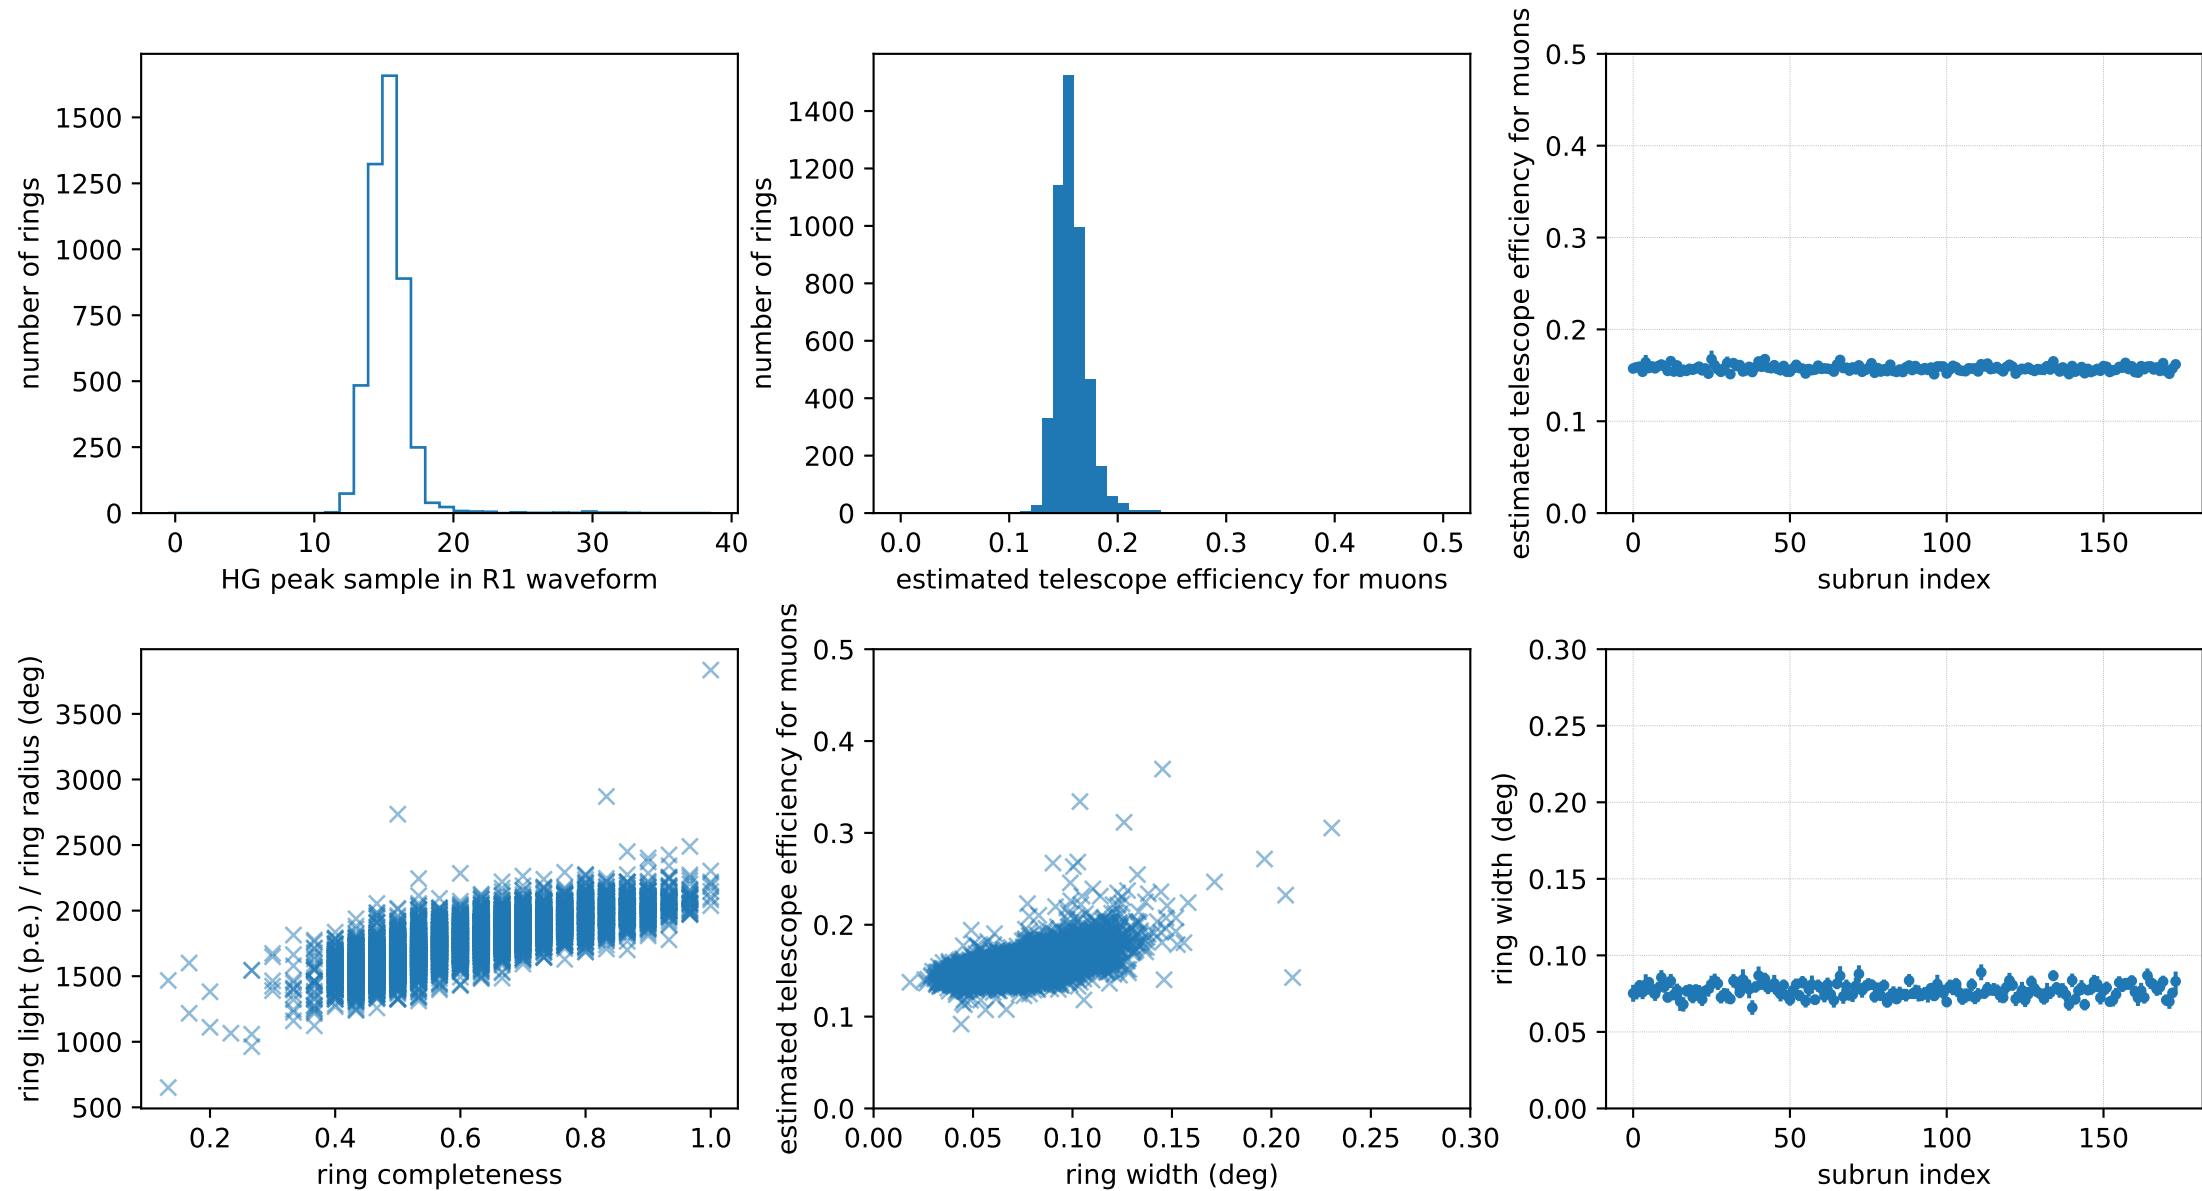 number of rings
1500
1250
1000
750
500
250
0
0 10 20 30 40
HG peak sample in R1 waveform
number of rings
1400
1200
1000
800
600
400
200
0
0.0 0.1 0.2 0.3 0.4 0.5
estimated telescope efficiency for muons
estimated telescope efficiency for muons
0.5
0.4
0.3
0.2
0.1
0.0
0 50 100 150
subrun index
ring light (p.e.) / ring radius (deg)
3500
3000
2500
2000
1500
1000
500
0.2 0.4 0.6 0.8 1.0
ring completeness
estimated telescope efficiency for muons
0.5
0.4
0.3
0.2
0.1
0.0
0.00 0.05 0.10 0.15 0.20 0.25 0.30
ring width (deg)
ring width (deg)
0.30
0.25
0.20
0.15
0.10
0.05
0.00
0 50 100 150
subrun index